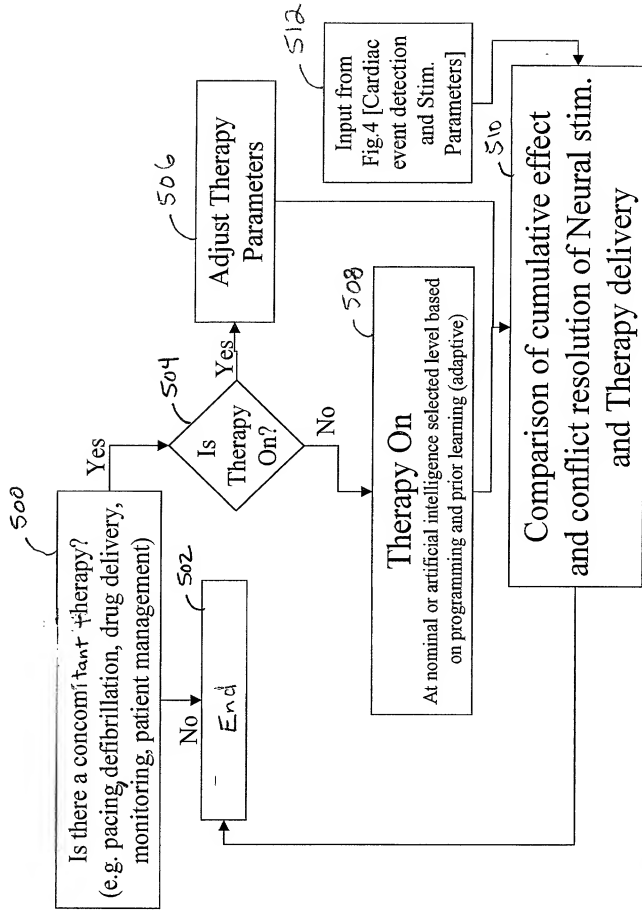 500
Is there a concomitant therapy?
(e.g. pacing, defibrillation, drug delivery,
monitoring, patient management)
Yes
No
502
End
504
Is
Therapy
On?
Yes
No
506
Adjust Therapy
Parameters
508
Therapy On
At nominal or artificial intelligence selected level based
on programming and prior learning (adaptive)
512
Input from
Fig.4 [Cardiac
event detection
and Stim.
Parameters]
510
Comparison of cumulative effect
and conflict resolution of Neural stim.
and Therapy delivery